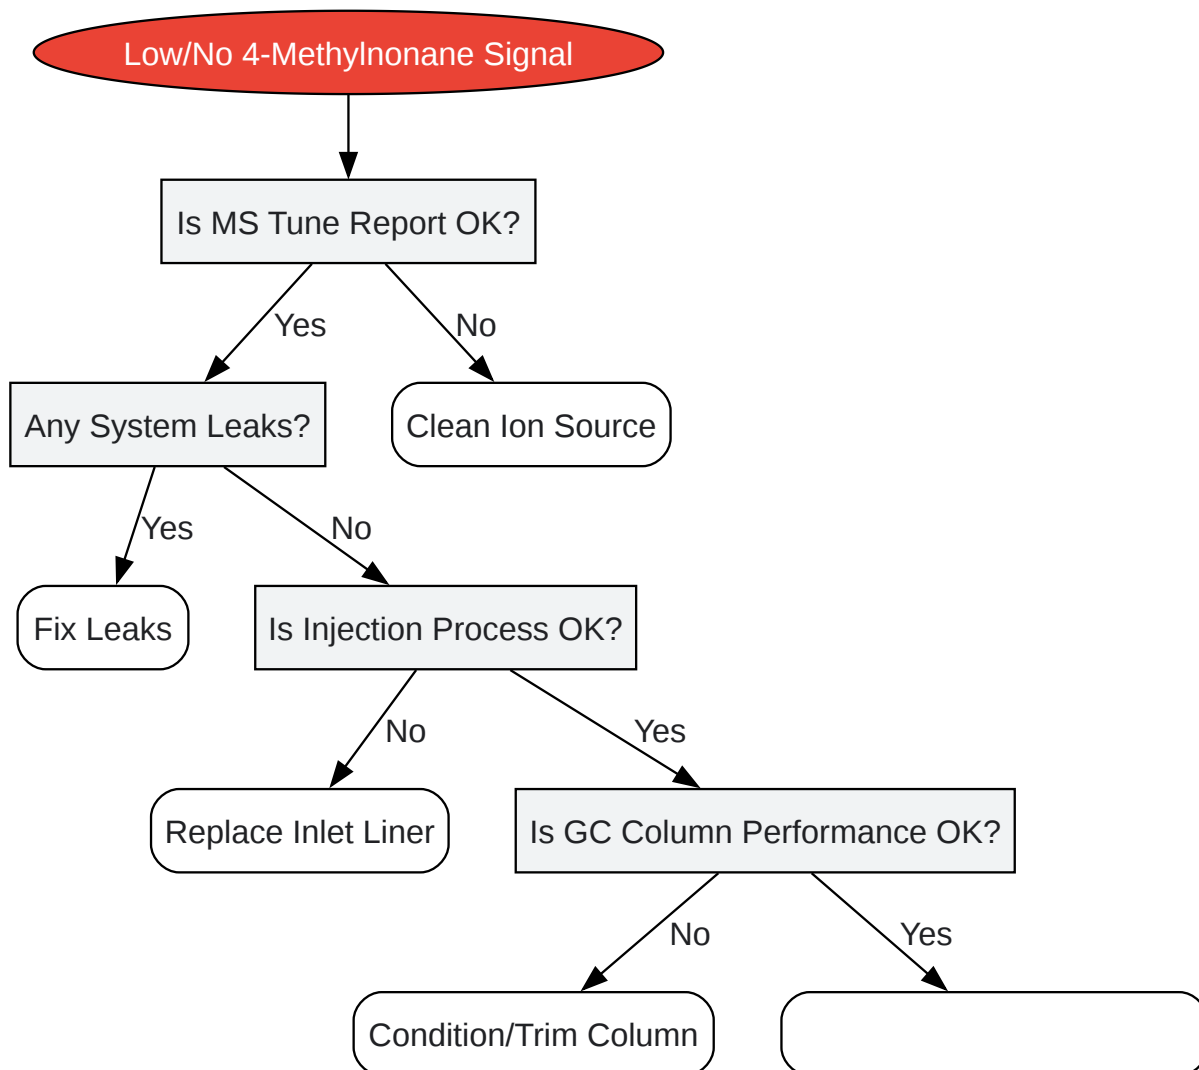 Low/No 4-Methylnonane Signal
Is MS Tune Report OK?
Yes
No
Any System Leaks?
Clean Ion Source
Yes
No
Fix Leaks
Is Injection Process OK?
No
Yes
Replace Inlet Liner
Is GC Column Performance OK?
No
Yes
Condition/Trim Column